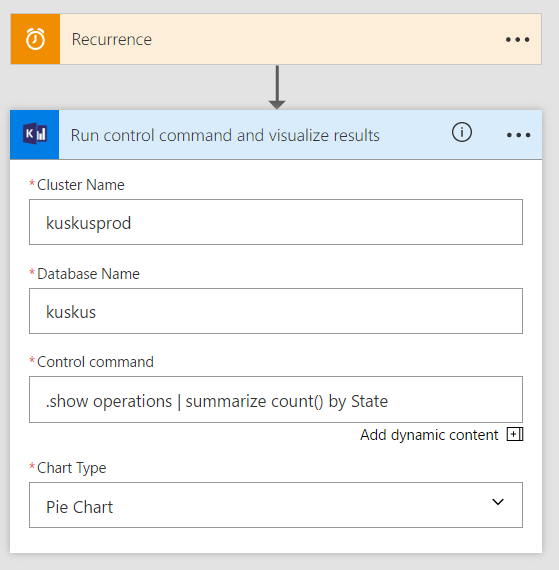 Recurrence
Run control command and visualize results
*Cluster Name
kuskusprod
*Database Name
kuskus
*Control command
.show operations | summarize count() by State
Add dynamic content
*Chart Type
Pie Chart